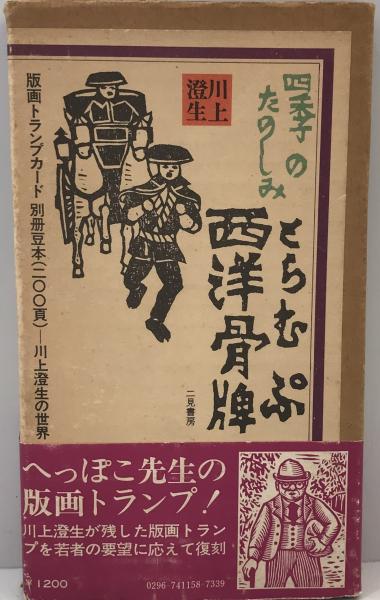 四季のたのしみ
とらむぷ
西洋骨牌
川上
澄生
二見書房
版画トランプカード 別冊豆本(二〇〇頁)―川上澄生の世界
へっぽこ先生の
版画トランプ!
川上澄生が残した版画トラン
プを若者の要望に応えて復刻
¥1200
0296-741158-7339